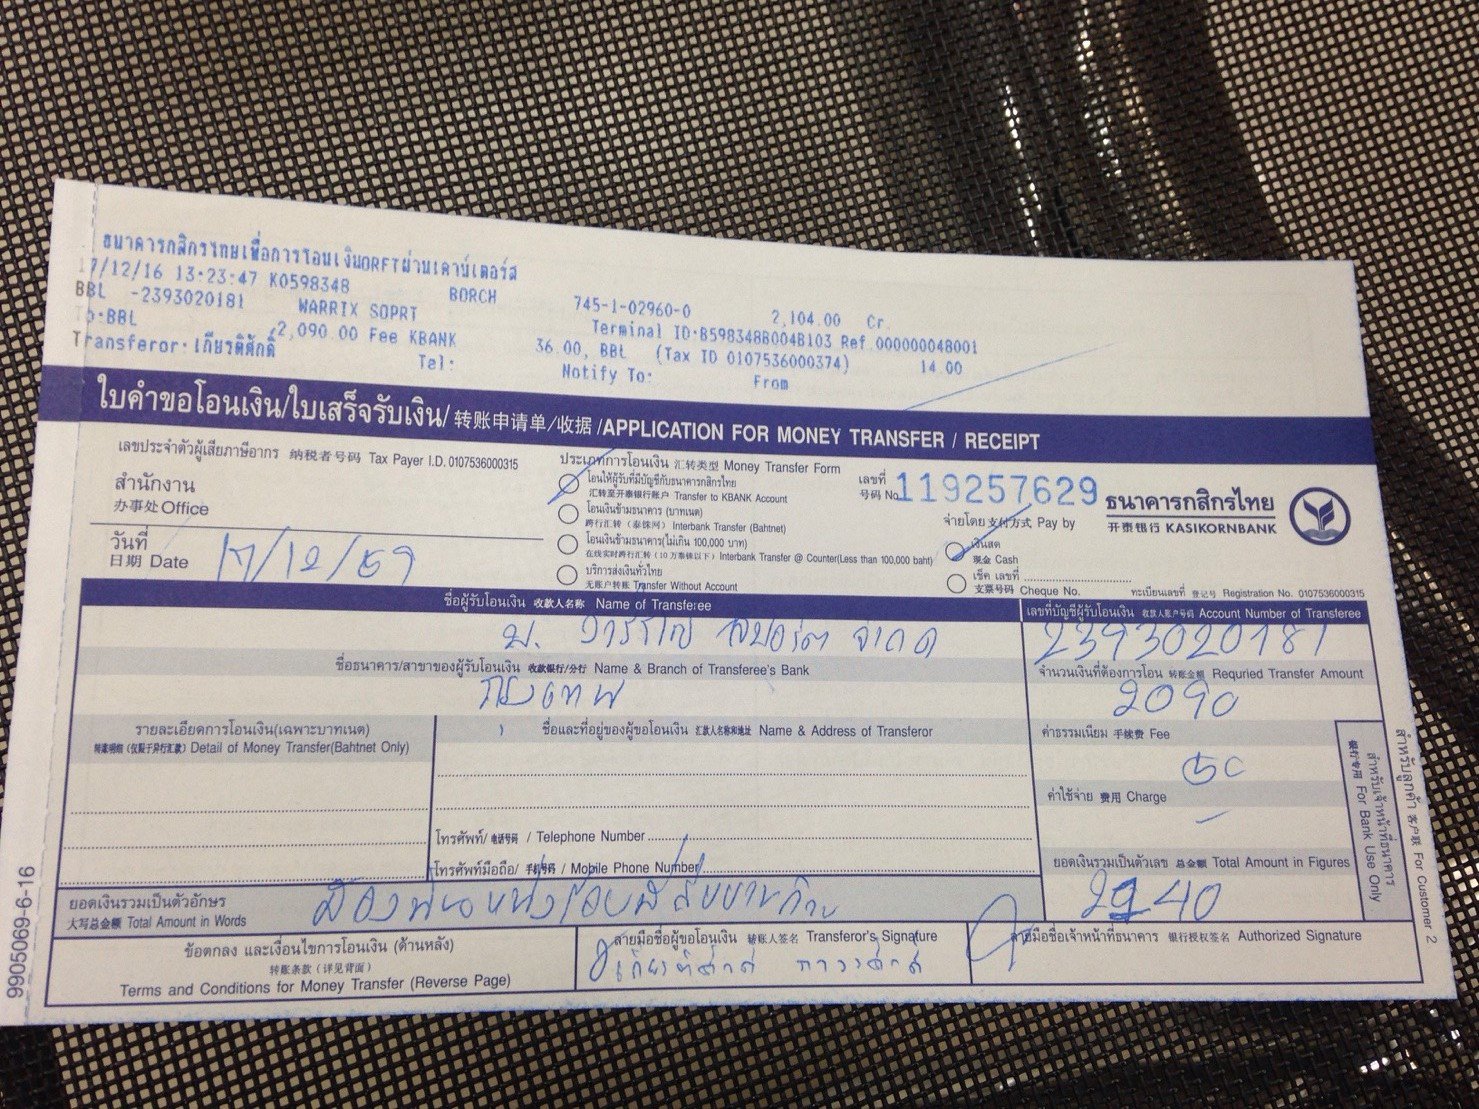 ธนาคารกสิกรไทยเพื่อการโอนเงินORFTผ่านเคาน์เตอร์ส
17/12/16 13:23:47 K0598348 BORCH 745-1-02960-0 2,104.00 Cr
BBL -2393020181 WARRIX SOPRT Terminal ID:B598348B004B103 Ref 000000048001
To:BBL 2,090.00 Fee KBANK 36.00, BBL (Tax ID 0107536000374) 14.00
Transferor: เกียรติศักดิ์ Tel: Notify To: From
ใบคำขอโอนเงิน/ใบเสร็จรับเงิน/ 转账申请单/收据 /APPLICATION FOR MONEY TRANSFER / RECEIPT
เลขประจำตัวผู้เสียภาษีอากร 纳税者号码 Tax Payer I.D. 0107536000315
สำนักงาน
办事处 Office
วันที่
日期 Date 17/12/59
ประเภทการโอนเงิน 汇转类型 Money Transfer Form
โอนให้ผู้รับที่มีบัญชีกับธนาคารกสิกรไทย
汇转至开泰银行账户 Transfer to KBANK Account
โอนเงินข้ามธนาคาร (บาทเนต)
跨行汇转 (泰铢网) Interbank Transfer (Bahtnet)
โอนเงินข้ามธนาคาร(ไม่เกิน 100,000 บาท)
在线实时跨行汇转 (10 万泰铢以下) Interbank Transfer @ Counter(Less than 100,000 baht)
บริการส่งเงินทั่วไทย
无账户转账 Transfer Without Account
เลขที่
号码 No. 119257629
จ่ายโดย 支付方式 Pay by
เงินสด
现金 Cash
เช็ค เลขที่
支票号码 Cheque No.
ธนาคารกสิกรไทย
开泰银行 KASIKORNBANK
ทะเบียนเลขที่ 登记号 Registration No. 0107536000315
ชื่อผู้รับโอนเงิน 收款人名称 Name of Transferee
บ. วอริกซ์ สปอร์ต จำกัด
เลขที่บัญชีผู้รับโอนเงิน 收款人账户号码 Account Number of Transferee
2393020181
ชื่อธนาคาร/สาขาของผู้รับโอนเงิน 收款银行/分行 Name & Branch of Transferee's Bank
กรุงเทพ
จำนวนเงินที่ต้องการโอน 转账金额 Requried Transfer Amount
2090
รายละเอียดการโอนเงิน(เฉพาะบาทเนต)
转账明细 (仅限于异行汇款) Detail of Money Transfer(Bahtnet Only)
ชื่อและที่อยู่ของผู้ขอโอนเงิน 汇款人名称和地址 Name & Address of Transferor
โทรศัพท์/ 电话号码 / Telephone Number
โทรศัพท์มือถือ/ 手机号码 / Mobile Phone Number
ค่าธรรมเนียม 手续费 Fee
50
ค่าใช้จ่าย 费用 Charge
-
ยอดเงินรวมเป็นตัวเลข 总金额 Total Amount in Figures
2140
ยอดเงินรวมเป็นตัวอักษร
大写总金额 Total Amount in Words
สองพันหนึ่งร้อยสี่สิบบาทถ้วน
ข้อตกลง และเงื่อนไขการโอนเงิน (ด้านหลัง)
转账条款 (详见背面)
Terms and Conditions for Money Transfer (Reverse Page)
ลายมือชื่อผู้ขอโอนเงิน 转账人签名 Transferor's Signature
เกียรติศักดิ์
ลายมือชื่อเจ้าหน้าที่ธนาคาร 银行授权签名 Authorized Signature
สำหรับเจ้าหน้าที่ธนาคาร
银行专用 For Bank Use Only
สำหรับลูกค้า 客户联 For Customer 2
9905069-6-16